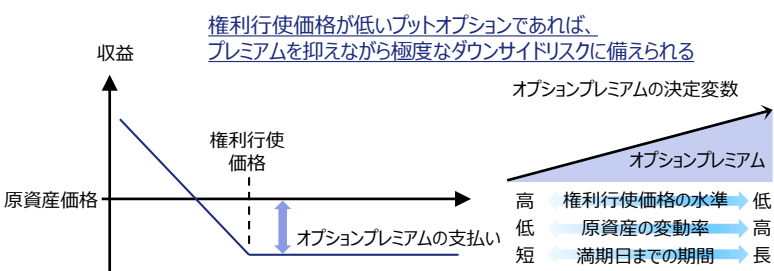 権利行使価格が低いプットオプションであれば、
プレミアムを抑えながら極度なダウンサイドリスクに備えられる
収益
オプションプレミアムの決定変数
権利行使
価格
オプションプレミアム
原資産価格
高 権利行使価格の水準 低
低 原資産の変動率 高
オプションプレミアムの支払い
短 満期日までの期間 長